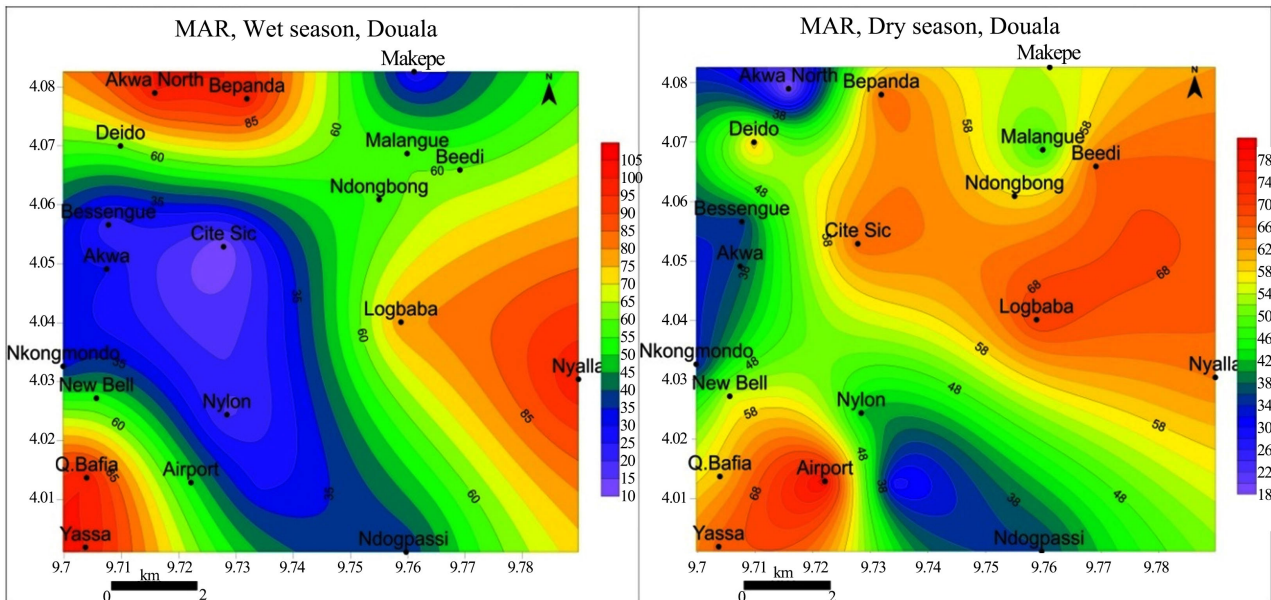 MAR, Wet season, Douala
Makepe
4.08
Akwa North
Bepanda
N
85
60
Deido
4.07
Malangue
Beedi
60
60
105
100
95
90
85
80
75
70
65
60
55
50
45
40
35
30
25
20
15
10
Ndongbong
4.06
35
Bessengue
Cite Sic
4.05
Akwa
35
4.04
Logbaba
60
Nkongmondo
35
4.03
Nyalla
New Bell
Nylon
60
85
4.02
Q.Bafia
85
Airport
4.01
60
60
Yassa
Ndogpassi
9.7
9.71
9.72
9.73
9.74
9.75
9.76
9.77
9.78
km
0
2
MAR, Dry season, Douala
Makepe
4.08
Akwa North
Bepanda
N
38
58
58
4.07
Deido
Malangue
Beedi
78
74
70
66
62
58
54
50
46
42
38
34
30
26
22
18
48
Ndongbong
4.06
Bessengue
58
Cite Sic
4.05
Akwa
38
68
68
Logbaba
4.04
58
Nkongmondo
48
4.03
Nyalla
New Bell
48
58
Nylon
58
4.02
48
Q.Bafia
Airport
68
38
38
48
4.01
Yassa
Ndogpassi
9.7
9.71
9.72
9.73
9.74
9.75
9.76
9.77
9.78
km
0
2